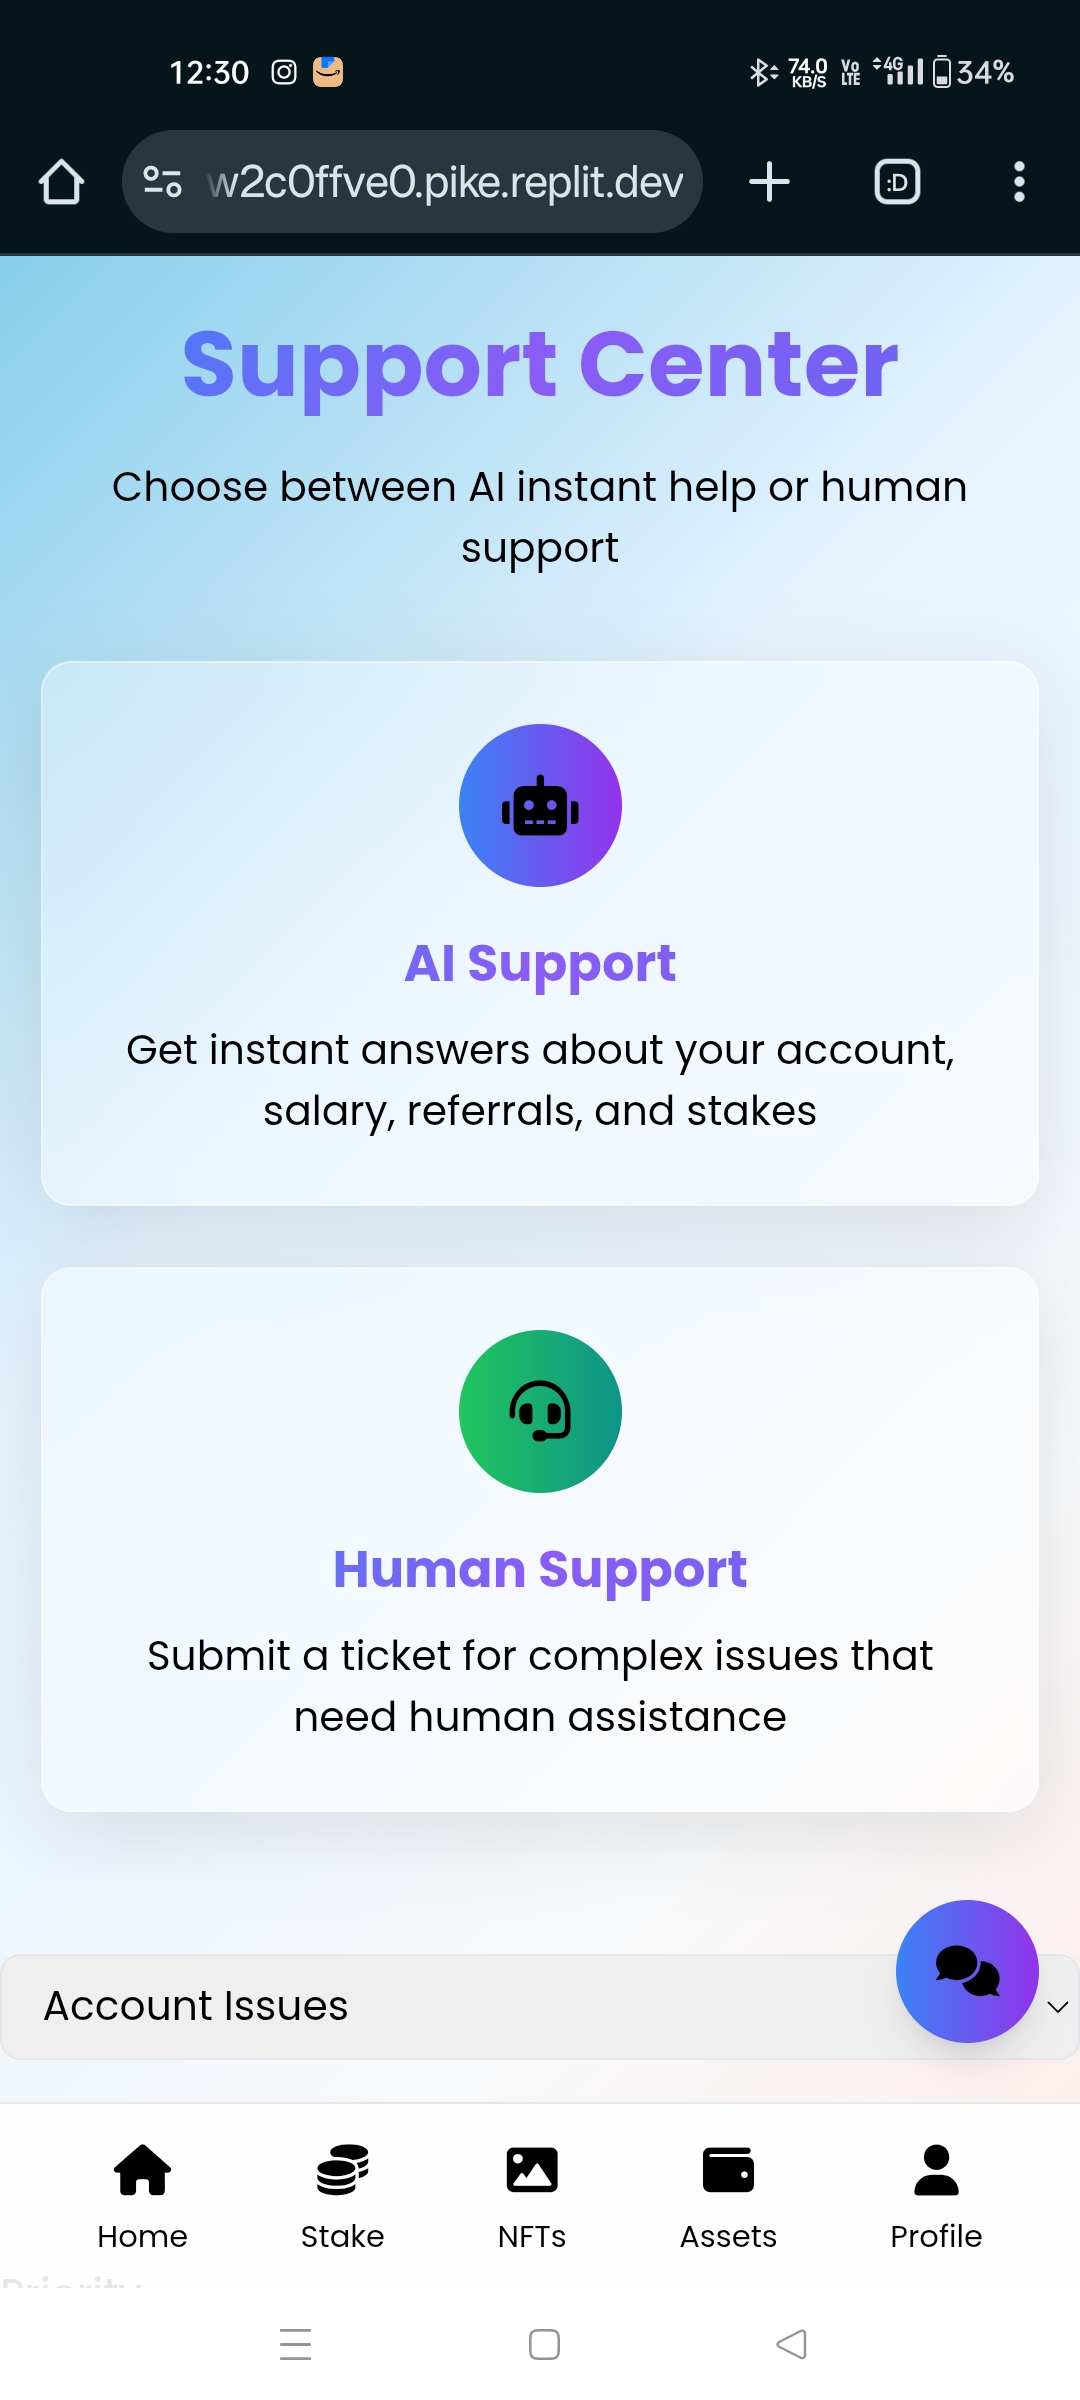 12:30
74.0
KB/S
Vo
LTE
4G
34%
w2c0ffve0.pike.replit.dev
:D
Support Center
Choose between AI instant help or human
support
AI Support
Get instant answers about your account,
salary, referrals, and stakes
Human Support
Submit a ticket for complex issues that
need human assistance
Account Issues
Home
Stake
NFTs
Assets
Profile
Priority